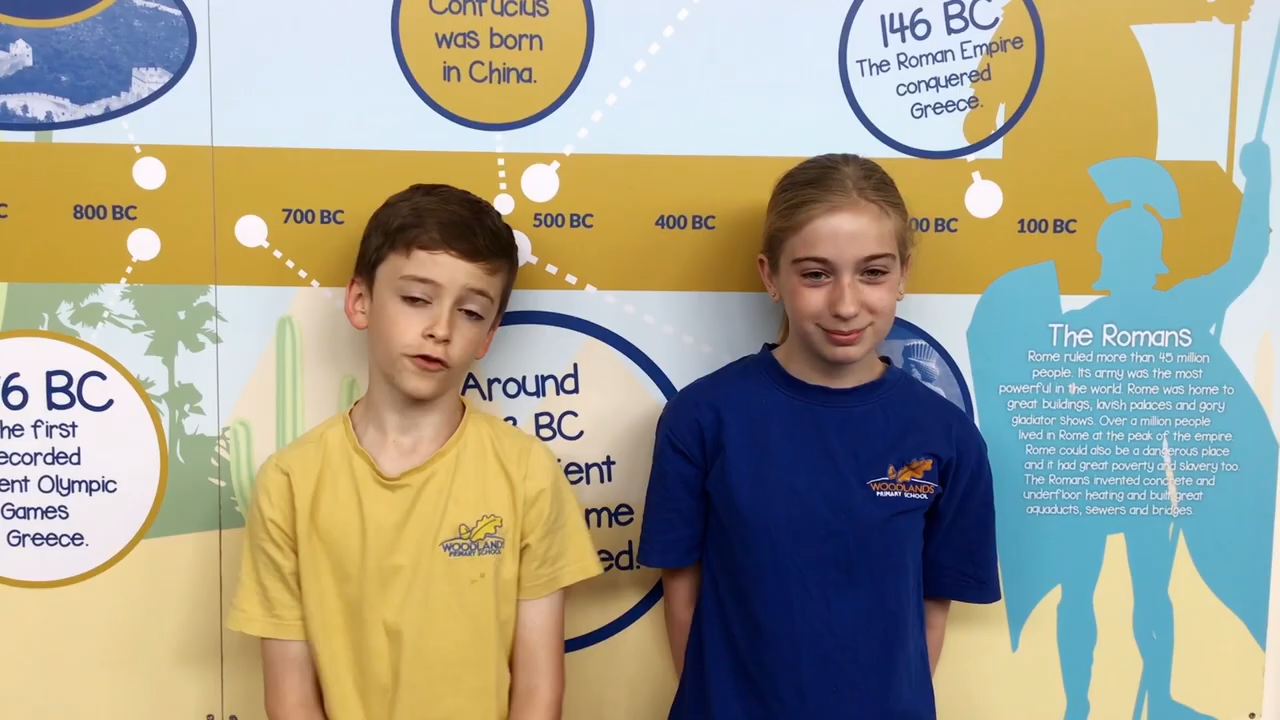 Confucius
was born
in China.
146 BC
The Roman Empire
conquered
Greece.
800 BC
700 BC
500 BC
400 BC
100 BC
6 BC
he first
ecorded
ent Olympic
Games
Greece.
Around
BC
ient
me
ed.
WOODLANDS
PRIMARY SCHOOL
WOODLANDS
PRIMARY SCHOOL
The Romans
Rome ruled more than 45 million
people. Its army was the most
powerful in the world. Rome was home to
great buildings, lavish palaces and gory
gladiator shows. Over a million people
lived in Rome at the peak of the empire.
Rome could also be a dangerous place
and it had great poverty and slavery too.
The Romans invented concrete and
underfloor heating and built great
aquaducts, sewers and bridges.